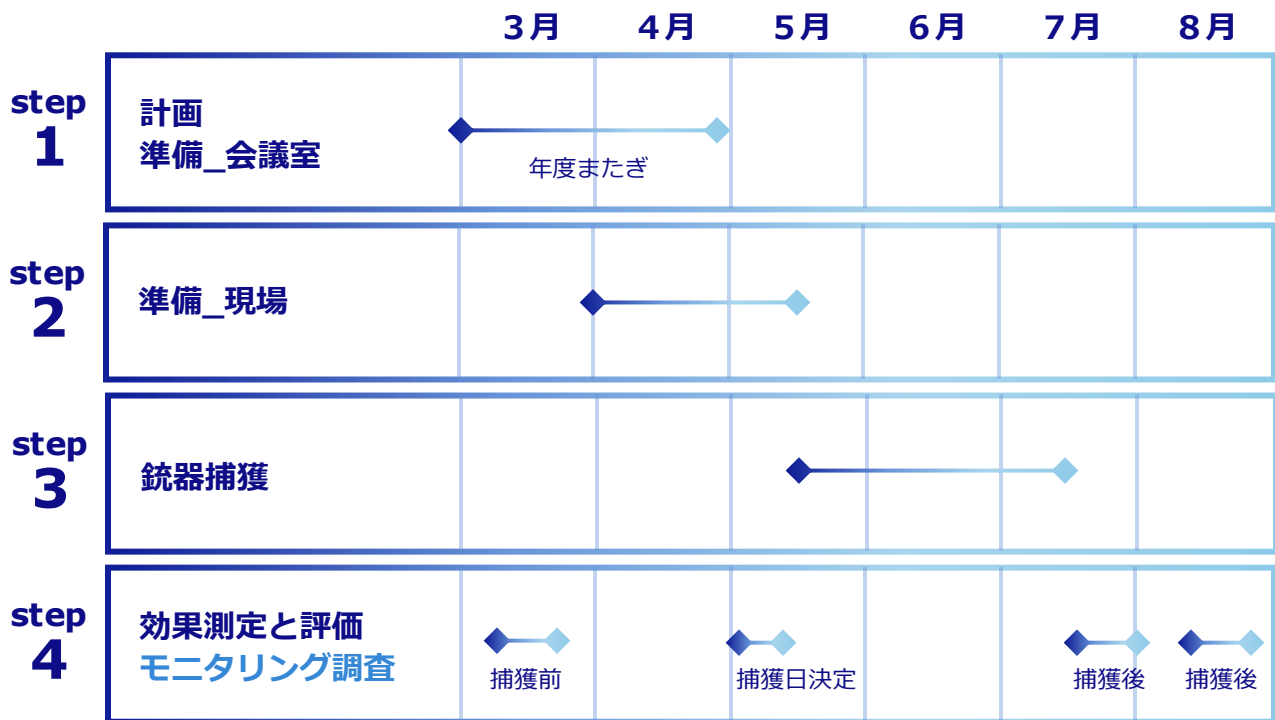 3月 4月 5月 6月 7月 8月
step
1
計画
準備_会議室
年度またぎ
step
2
準備_現場
step
3
銃器捕獲
step
4
効果測定と評価
モニタリング調査
捕獲前
捕獲日決定
捕獲後
捕獲後